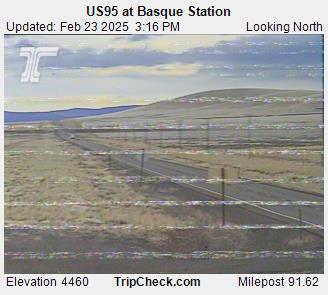 US95 at Basque Station
Updated: Feb 23 2025  3:16 PM
Looking North
Elevation 4460
TripCheck.com
Milepost 91.62